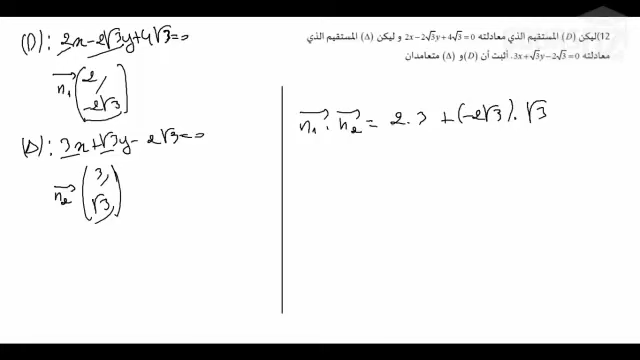 12)ليكن (D) المستقيم الذي معادلته 2x−2√3y+4√3=0 و ليكن (Δ) المستقيم الذي
معادلته 3x+√3y−2√3=0. أثبت أن (D) و (Δ) متعامدان
(D): 2x-2√3y+4√3=0
n₁→ (2, -2√3)
(Δ): 3x+√3y-2√3=0
n₂→ (3, √3)
n₁→ . n₂→ = 2.3 + (-2√3).√3